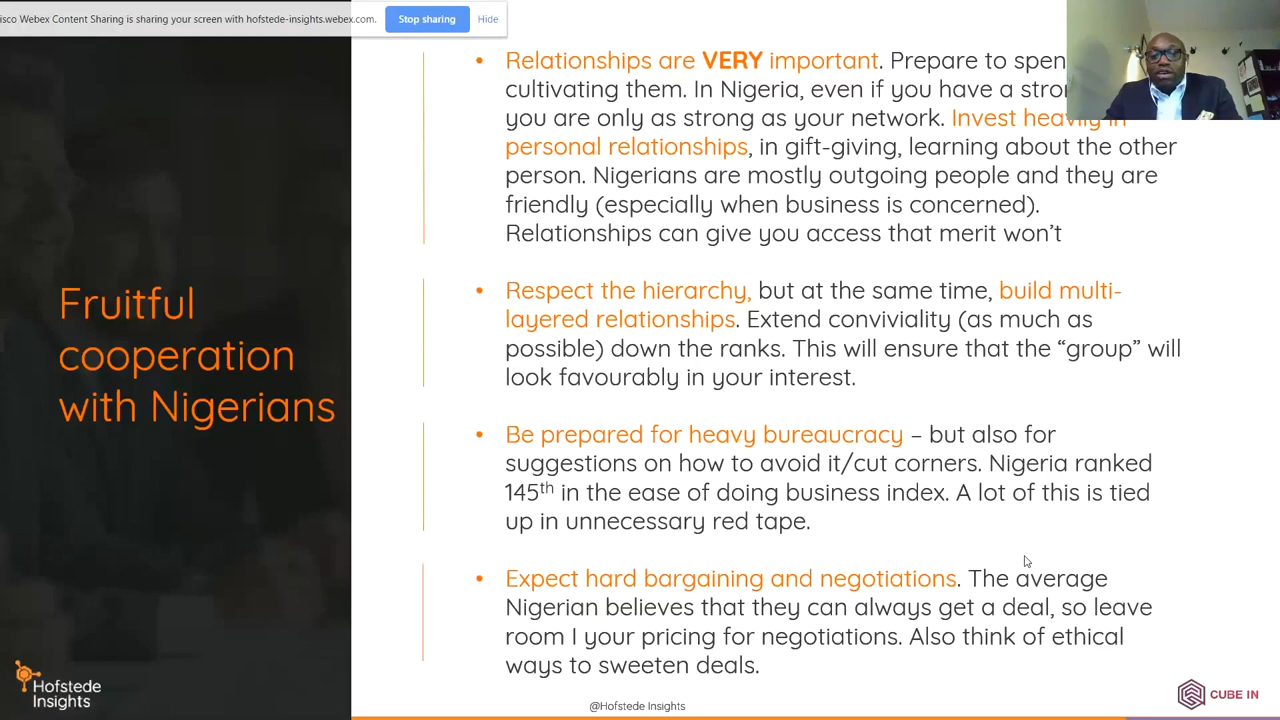 isco Webex Content Sharing is sharing your screen with hofstede-insights.webex.com.
Stop sharing
Hide
Fruitful
cooperation
with Nigerians
• Relationships are VERY important. Prepare to spen
cultivating them. In Nigeria, even if you have a stro
you are only as strong as your network. Invest heavily in
personal relationships, in gift-giving, learning about the other
person. Nigerians are mostly outgoing people and they are
friendly (especially when business is concerned).
Relationships can give you access that merit won’t
• Respect the hierarchy, but at the same time, build multi-
layered relationships. Extend conviviality (as much as
possible) down the ranks. This will ensure that the “group” will
look favourably in your interest.
• Be prepared for heavy bureaucracy – but also for
suggestions on how to avoid it/cut corners. Nigeria ranked
145th in the ease of doing business index. A lot of this is tied
up in unnecessary red tape.
• Expect hard bargaining and negotiations. The average
Nigerian believes that they can always get a deal, so leave
room I your pricing for negotiations. Also think of ethical
ways to sweeten deals.
Hofstede
Insights
@Hofstede Insights
CUBE IN